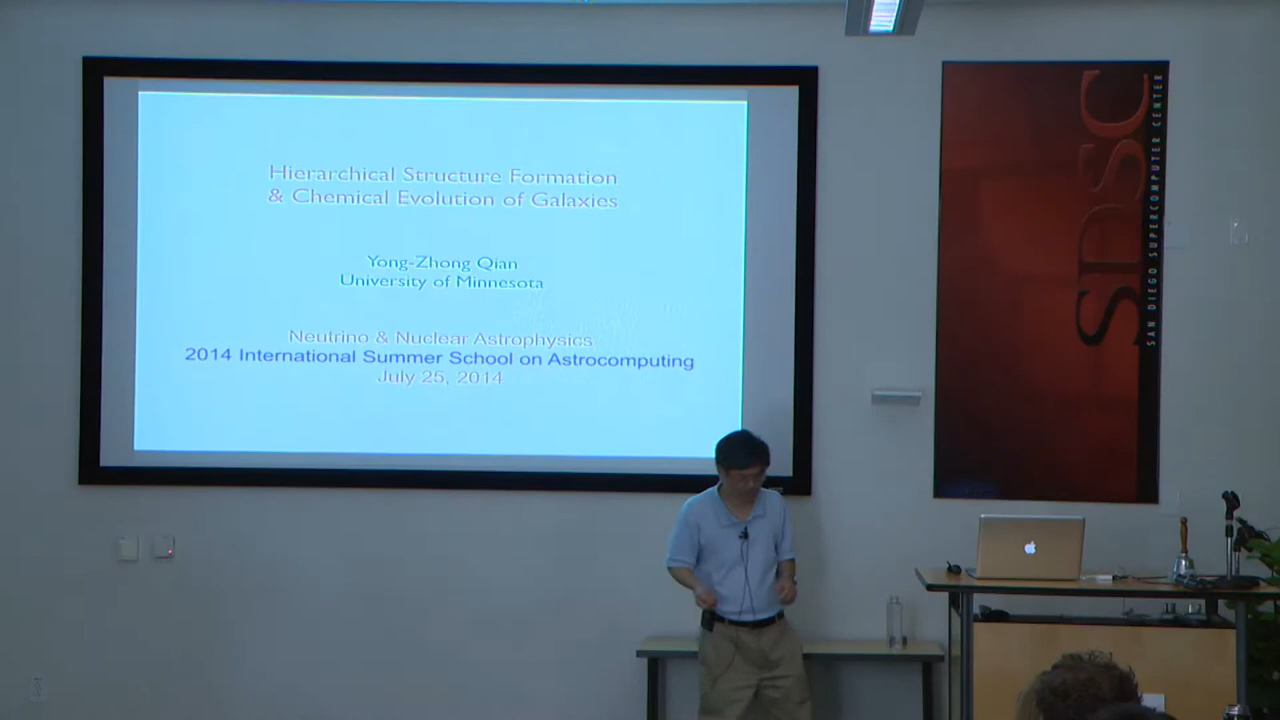 Hierarchical Structure Formation
& Chemical Evolution of Galaxies
Yong-Zhong Qian
University of Minnesota
Neutrino & Nuclear Astrophysics
2014 International Summer School on Astrocomputing
July 25, 2014
SDSC
SAN DIEGO SUPERCOMPUTER CENTER